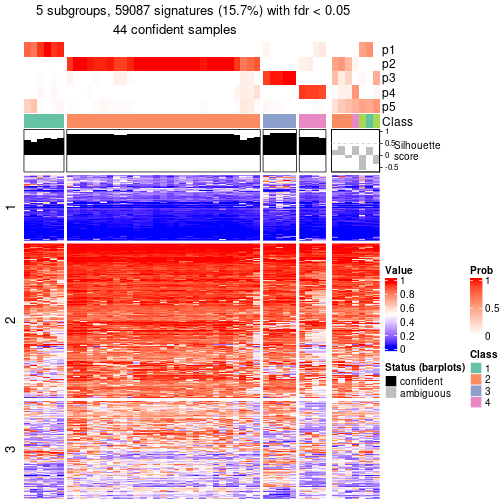 5 subgroups, 59087 signatures (15.7%) with fdr < 0.05
44 confident samples
p1
p2
p3
p4
p5
Class
1
0.5
0
-0.5
Silhouette
score
1
2
3
Value
1
0.8
0.6
0.4
0.2
0
Prob
1
0.5
0
Status (barplots)
confident
ambiguous
Class
1
2
3
4